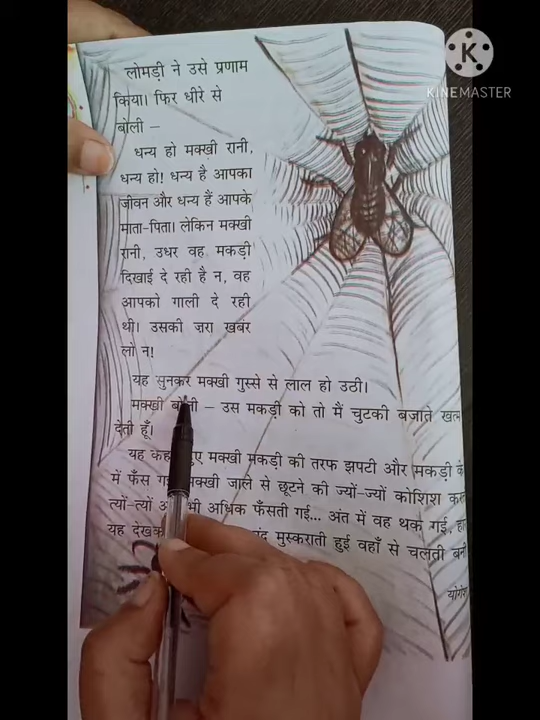 KINEMASTER
लोमड़ी ने उसे प्रणाम
किया। फिर धीरे से
बोली –
धन्य हो मक्खी रानी,
धन्य हो! धन्य है आपका
जीवन और धन्य हैं आपके
माता-पिता। लेकिन मक्खी
रानी, उधर वह मकड़ी
दिखाई दे रही है न, वह
आपको गाली दे रही
थी। उसकी ज़रा खबर
लो न!
यह सुनकर मक्खी गुस्से से लाल हो उठी।
मक्खी बोली – उस मकड़ी को तो मैं चुटकी बजाते
देती हूँ।
यह मक्खी मकड़ी की तरफ झपटी और मकड़ी
में फँस मक्खी जाले से छूटने की ज्यों-ज्यों कोशिश
त्यों-त्यों भी अधिक फँसती गई... अंत में वह थक गई,
यह मुस्कराती हुई वहाँ से चलती बनी